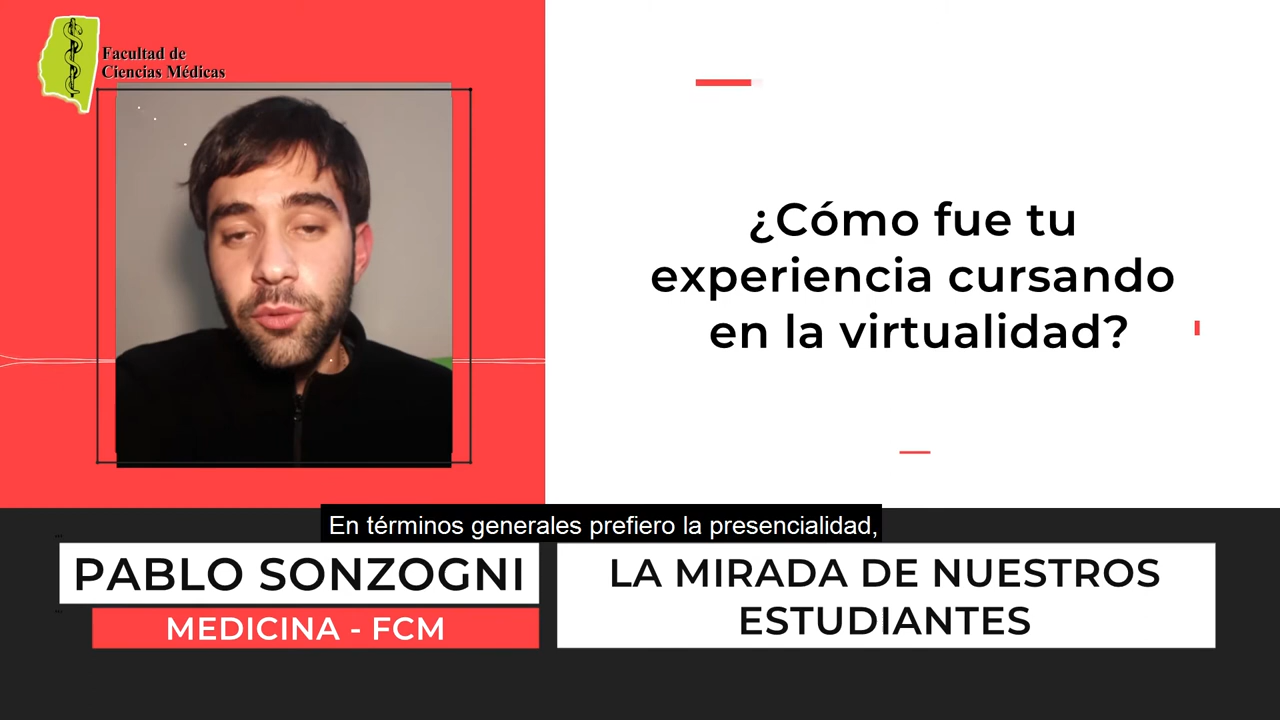 Facultad de
Ciencias Médicas
¿Cómo fue tu
experiencia cursando
en la virtualidad?
En términos generales prefiero la presencialidad,
PABLO SONZOGNI
MEDICINA - FCM
LA MIRADA DE NUESTROS
ESTUDIANTES